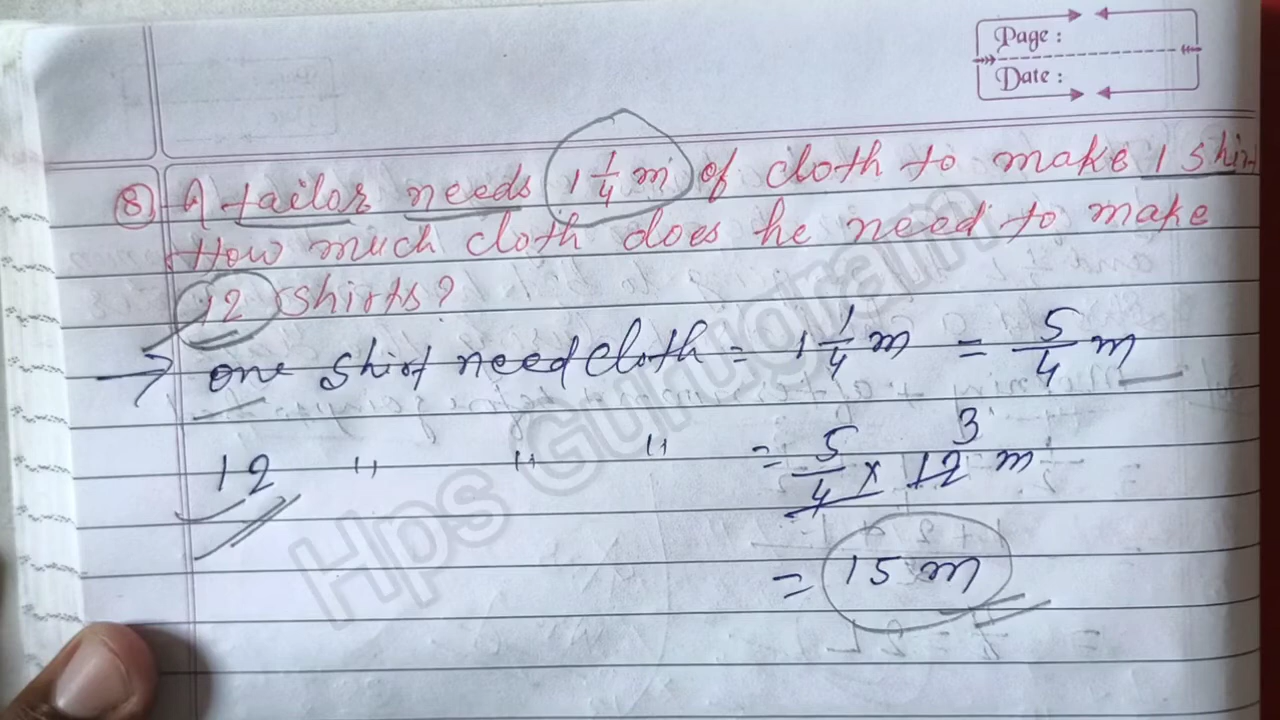 Page :
Date :
(8) A tailor needs 1 1/4 m of cloth to make 1 shirt
How much cloth does he need to make
12 shirts?
→ one shirt need cloth = 1 1/4 m = 5/4 m
12 " " " = 5/4 × 12 3 m
= 15 m
Hps Gurugram